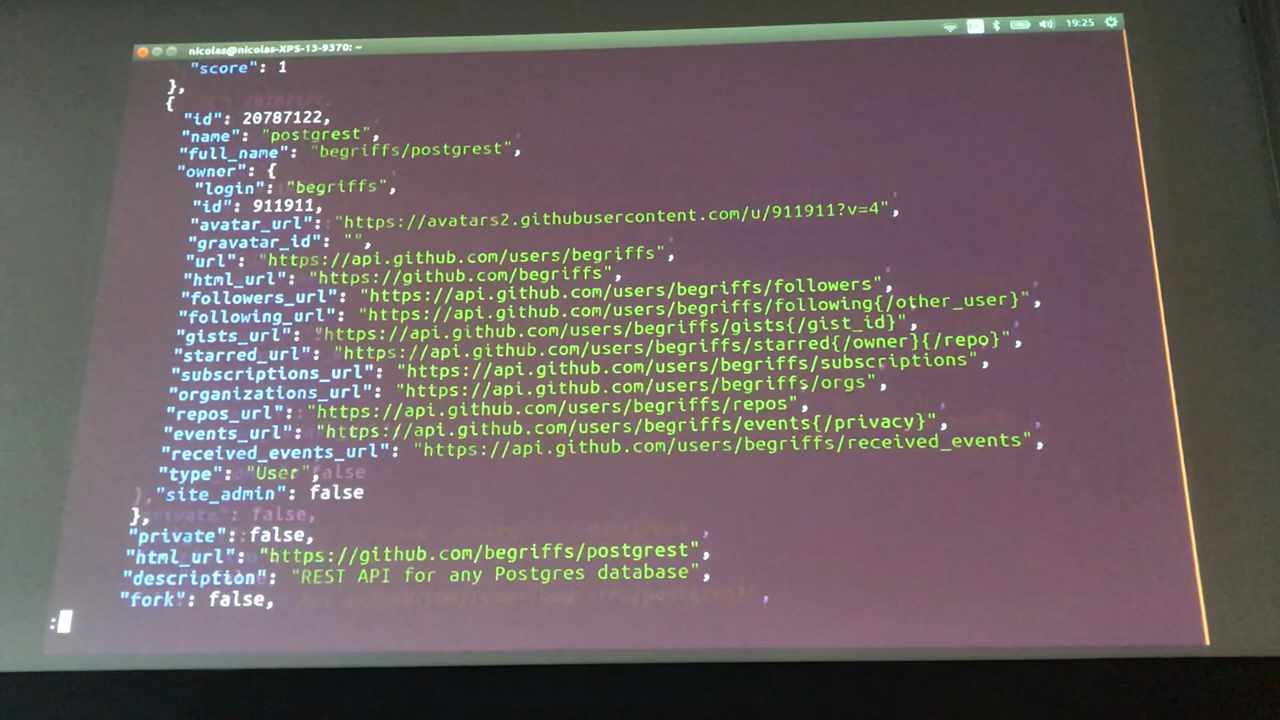 nicolas@nicolas-XPS-13-9370: ~
19:25
"score": 1
},
{
"id": 20787122,
"name": "postgrest",
"full_name": "begriffs/postgrest",
"owner": {
"login": "begriffs",
"id": 911911,
"avatar_url": "https://avatars2.githubusercontent.com/u/911911?v=4",
"gravatar_id": "",
"url": "https://api.github.com/users/begriffs",
"html_url": "https://github.com/begriffs",
"followers_url": "https://api.github.com/users/begriffs/followers",
"following_url": "https://api.github.com/users/begriffs/following{/other_user}",
"gists_url": "https://api.github.com/users/begriffs/gists{/gist_id}",
"starred_url": "https://api.github.com/users/begriffs/starred{/owner}{/repo}",
"subscriptions_url": "https://api.github.com/users/begriffs/subscriptions",
"organizations_url": "https://api.github.com/users/begriffs/orgs",
"repos_url": "https://api.github.com/users/begriffs/repos",
"events_url": "https://api.github.com/users/begriffs/events{/privacy}",
"received_events_url": "https://api.github.com/users/begriffs/received_events",
"type": "User",
"site_admin": false
},
"private": false,
"html_url": "https://github.com/begriffs/postgrest",
"description": "REST API for any Postgres database",
"fork": false,
: